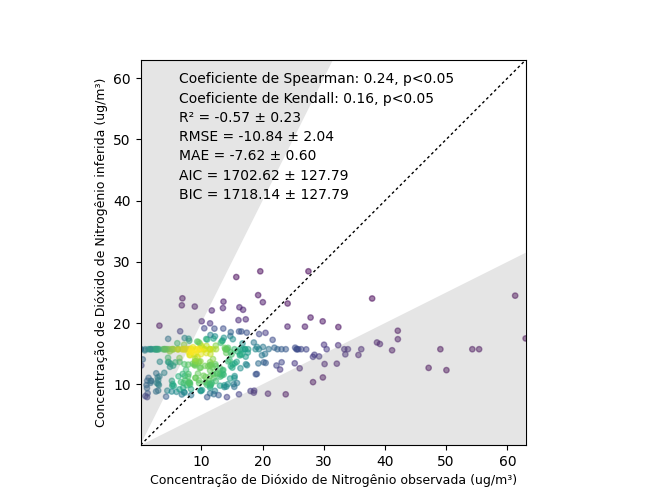 Coeficiente de Spearman: 0.24, p<0.05
Coeficiente de Kendall: 0.16, p<0.05
R² = -0.57 ± 0.23
RMSE = -10.84 ± 2.04
MAE = -7.62 ± 0.60
AIC = 1702.62 ± 127.79
BIC = 1718.14 ± 127.79
Concentração de Dióxido de Nitrogênio inferida (ug/m³)
60
50
40
30
20
10
10 20 30 40 50 60
Concentração de Dióxido de Nitrogênio observada (ug/m³)